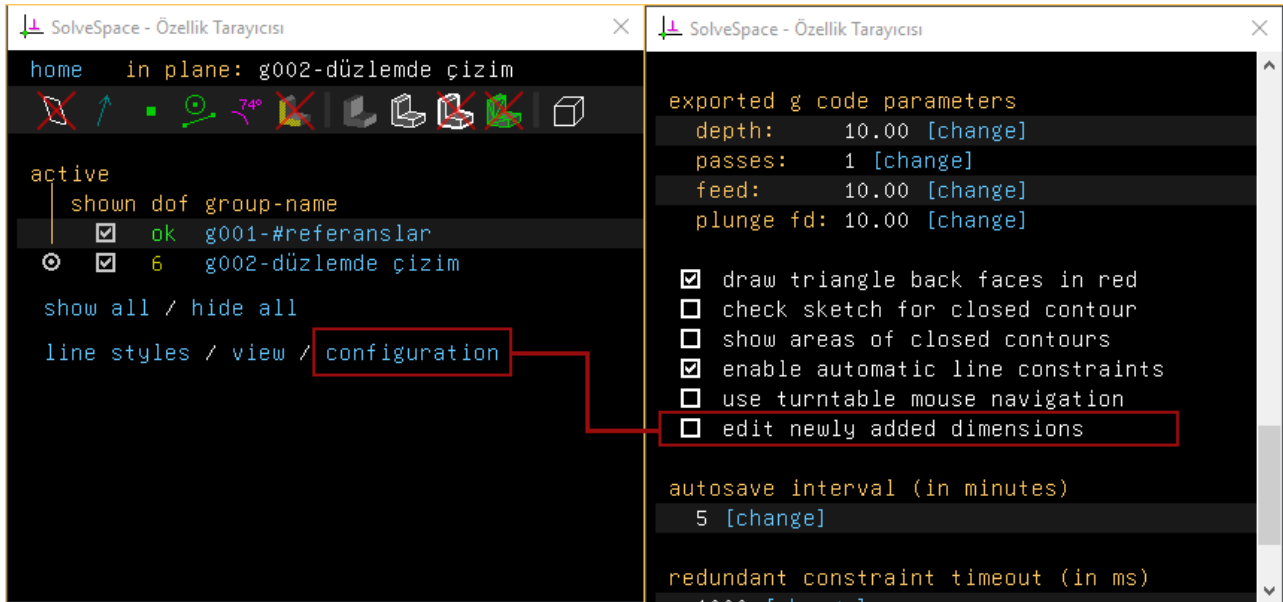 SolveSpace - Özellik Tarayıcısı
home in plane: g002-düzlemde çizim
74°
active
shown dof group-name
ok g001-#referanslar
6 g002-düzlemde çizim
show all / hide all
line styles / view / configuration
SolveSpace - Özellik Tarayıcısı
exported g code parameters
depth: 10.00 [change]
passes: 1 [change]
feed: 10.00 [change]
plunge fd: 10.00 [change]
draw triangle back faces in red
check sketch for closed contour
show areas of closed contours
enable automatic line constraints
use turntable mouse navigation
edit newly added dimensions
autosave interval (in minutes)
5 [change]
redundant constraint timeout (in ms)